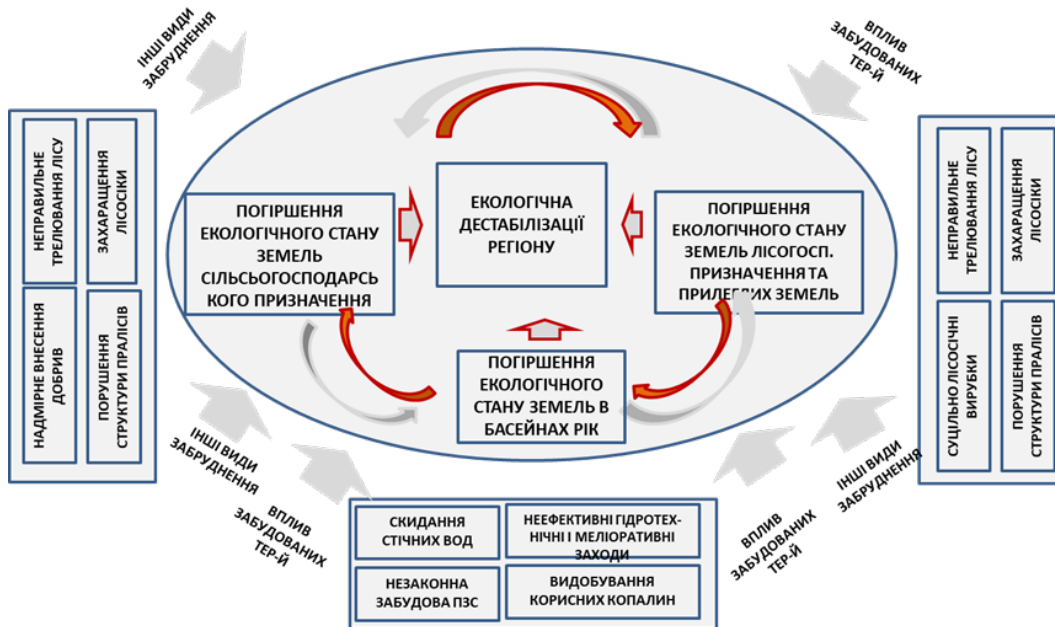 ІНШІ ВИДИ
ЗАБРУДНЕННЯ
ВПЛИВ
ЗАБУДОВАНИХ
ТЕР-Й
НЕПРАВИЛЬНЕ
ТРЕЛЮВАННЯ ЛІСУ
ЗАХАРАЩЕННЯ
ЛІСОСІКИ
НАДМІРНЕ ВНЕСЕННЯ
ДОБРИВ
ПОРУШЕННЯ
СТРУКТУРИ ПРАЛІСІВ
ПОГІРШЕННЯ
ЕКОЛОГІЧНОГО СТАНУ
ЗЕМЕЛЬ
СІЛЬСЬОГОСПОДАРСЬ
КОГО ПРИЗНАЧЕННЯ
ЕКОЛОГІЧНА
ДЕСТАБІЛІЗАЦІЇ
РЕГІОНУ
ПОГІРШЕННЯ
ЕКОЛОГІЧНОГО СТАНУ
ЗЕМЕЛЬ ЛІСОГОСП.
ПРИЗНАЧЕННЯ ТА
ПРИЛЕГЛИХ ЗЕМЕЛЬ
ПОГІРШЕННЯ
ЕКОЛОГІЧНОГО
СТАНУ ЗЕМЕЛЬ В
БАСЕЙНАХ РІК
НЕПРАВИЛЬНЕ
ТРЕЛЮВАННЯ ЛІСУ
ЗАХАРАЩЕННЯ
ЛІСОСІКИ
СУЦІЛЬНО ЛІСОСІЧНІ
ВИРУБКИ
ПОРУШЕННЯ
СТРУКТУРИ ПРАЛІСІВ
ІНШІ ВИДИ
ЗАБРУДНЕННЯ
ВПЛИВ
ЗАБУДОВАНИХ
ТЕР-Й
СКИДАННЯ
СТІЧНИХ ВОД
НЕЕФЕКТИВНІ ГІДРОТЕХ-
НІЧНІ І МЕЛІОРАТИВНІ
ЗАХОДИ
НЕЗАКОННА
ЗАБУДОВА ПЗС
ВИДОБУВАННЯ
КОРИСНИХ КОПАЛИН
ВПЛИВ
ЗАБУДОВАНИХ
ТЕР-Й
ІНШІ ВИДИ
ЗАБРУДНЕННЯ